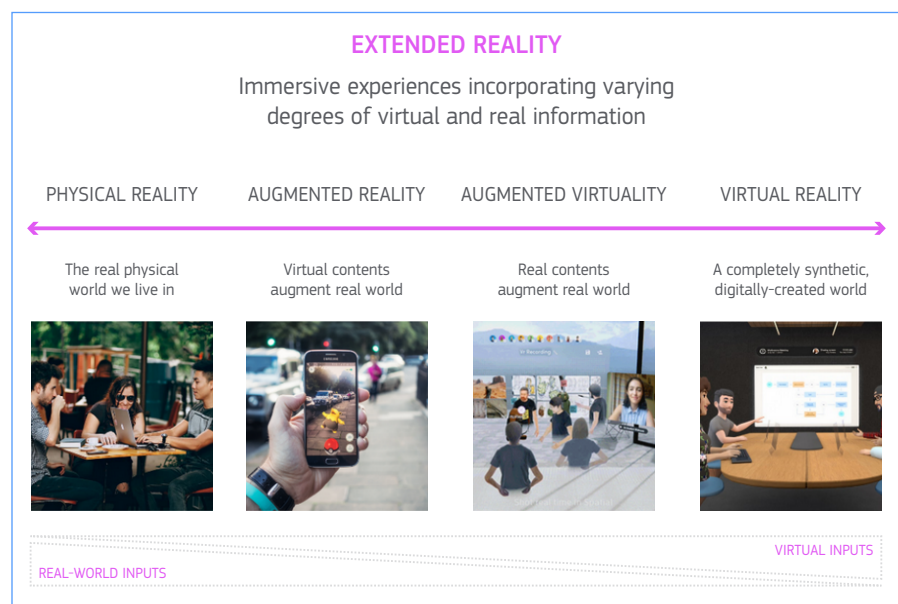 EXTENDED REALITY
Immersive experiences incorporating varying
degrees of virtual and real information
PHYSICAL REALITY
AUGMENTED REALITY
AUGMENTED VIRTUALITY
VIRTUAL REALITY
The real physical
world we live in
Virtual contents
augment real world
Real contents
augment real world
A completely synthetic,
digitally-created world
SAMSUNG
Recording
VIRTUAL INPUTS
REAL-WORLD INPUTS